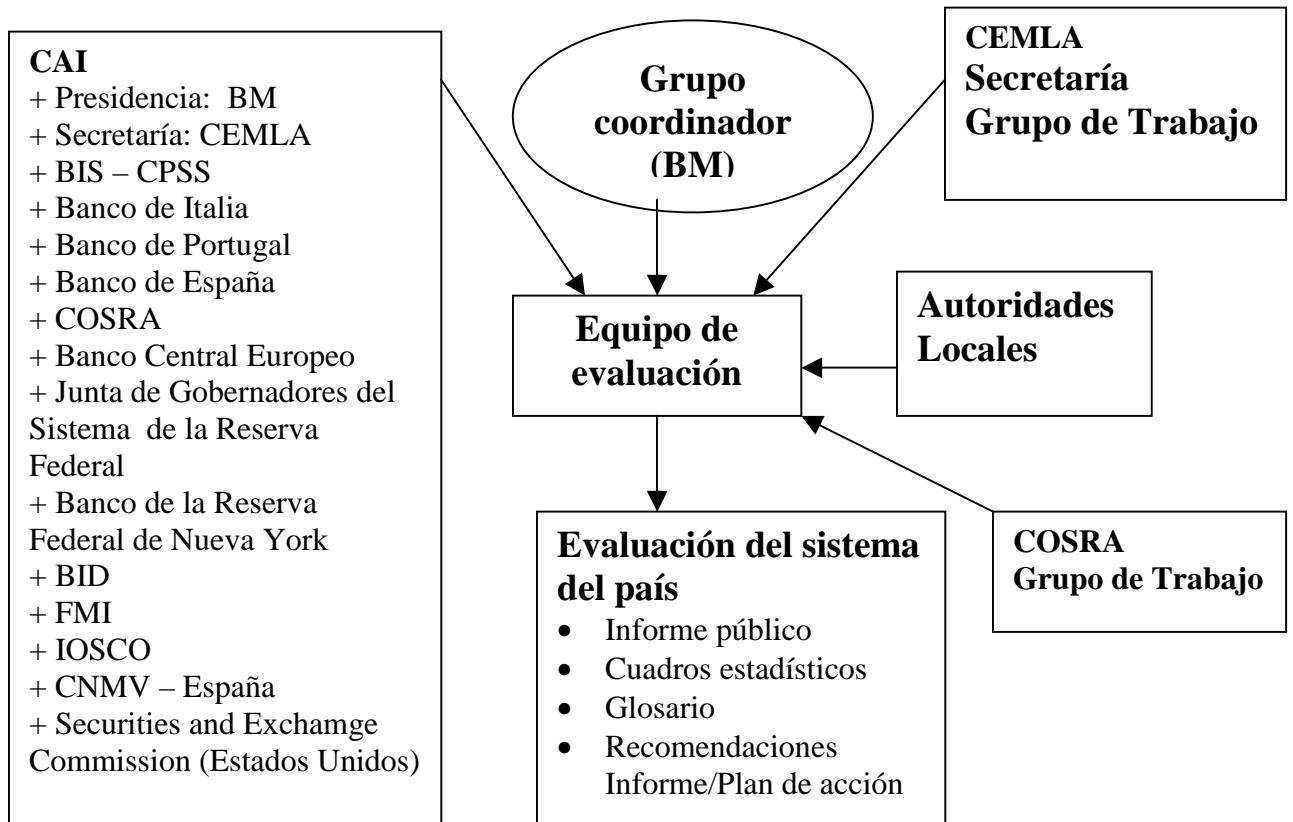 CAI
+ Presidencia: BM
+ Secretaría: CEMLA
+ BIS – CPSS
+ Banco de Italia
+ Banco de Portugal
+ Banco de España
+ COSRA
+ Banco Central Europeo
+ Junta de Gobernadores del
Sistema de la Reserva
Federal
+ Banco de la Reserva
Federal de Nueva York
+ BID
+ FMI
+ IOSCO
+ CNMV – España
+ Securities and Exchamge
Commission (Estados Unidos)
Grupo
coordinador
(BM)
CEMLA
Secretaría
Grupo de Trabajo
Equipo de
evaluación
Autoridades
Locales
Evaluación del sistema
del país
• Informe público
• Cuadros estadísticos
• Glosario
• Recomendaciones
Informe/Plan de acción
COSRA
Grupo de Trabajo